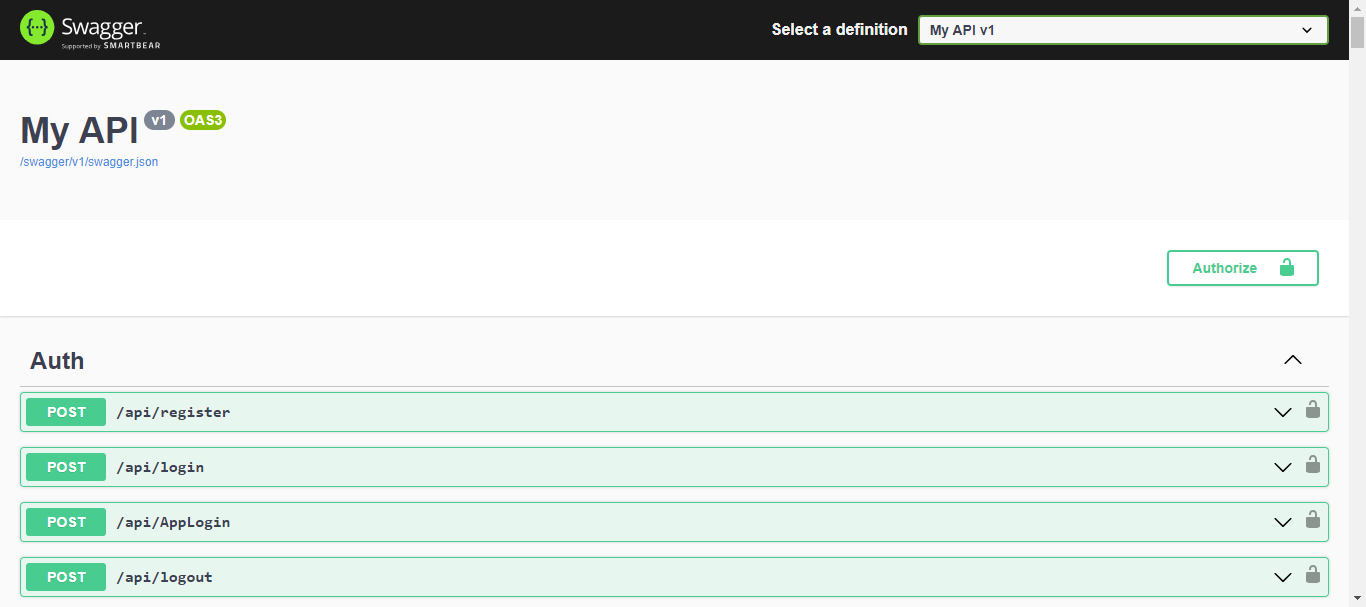 Swagger
Supported by SMARTBEAR
Select a definition
My API v1
My API v1 OAS3
/swagger/v1/swagger.json
Authorize
Auth
POST /api/register
POST /api/login
POST /api/AppLogin
POST /api/logout